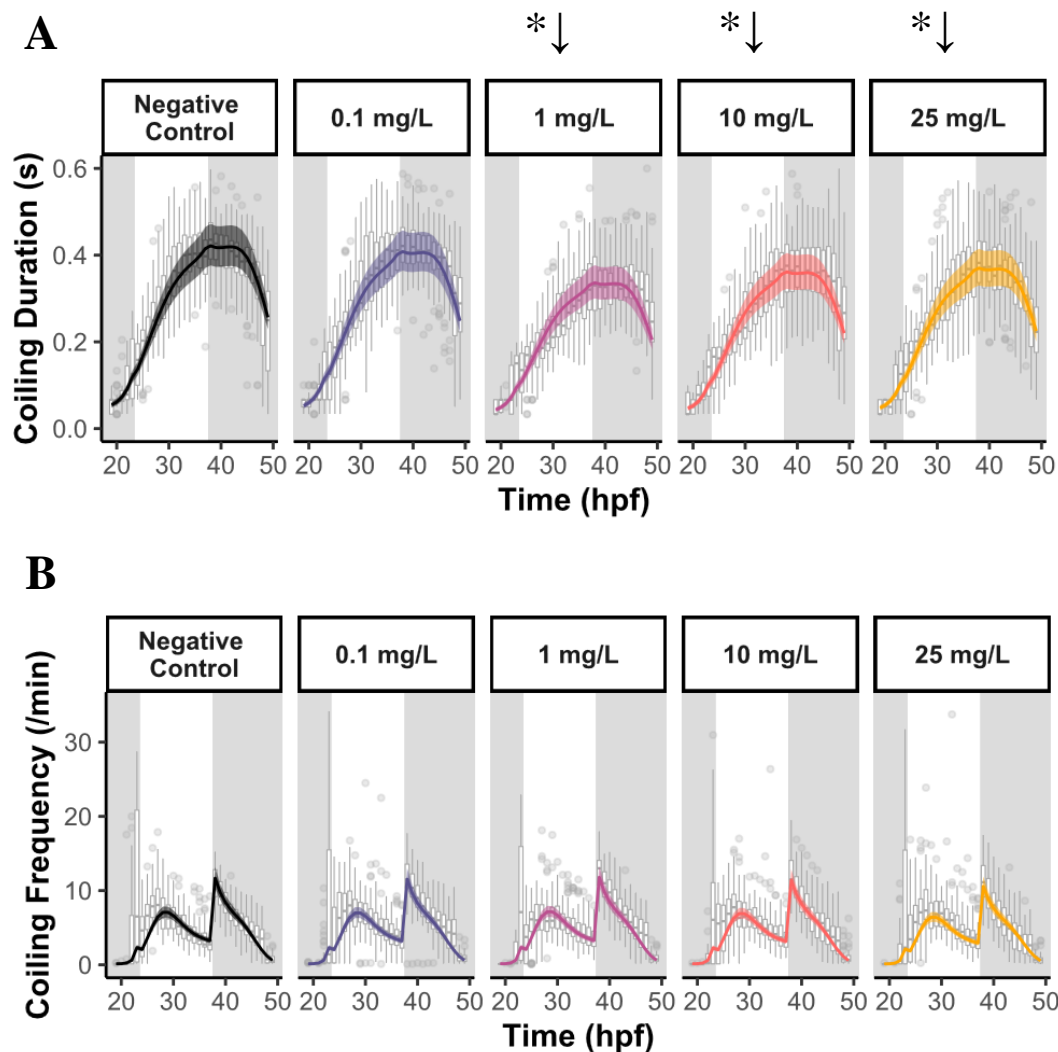 A
*↓ *↓ *↓
Negative Control 0.1 mg/L 1 mg/L 10 mg/L 25 mg/L
Coiling Duration (s)
0.6
0.4
0.2
0.0
20 30 40 50 20 30 40 50 20 30 40 50 20 30 40 50 20 30 40 50
Time (hpf)
B
Negative Control 0.1 mg/L 1 mg/L 10 mg/L 25 mg/L
Coiling Frequency (/min)
30
20
10
0
20 30 40 50 20 30 40 50 20 30 40 50 20 30 40 50 20 30 40 50
Time (hpf)